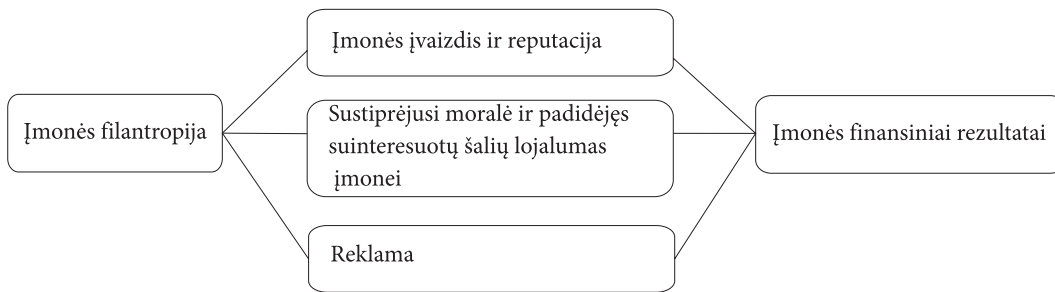 Įmonės filantropija
Įmonės įvaizdis ir reputacija
Sustiprėjusi moralė ir padidėjęs
suinteresuotų šalių lojalumas
įmonei
Reklama
Įmonės finansiniai rezultatai